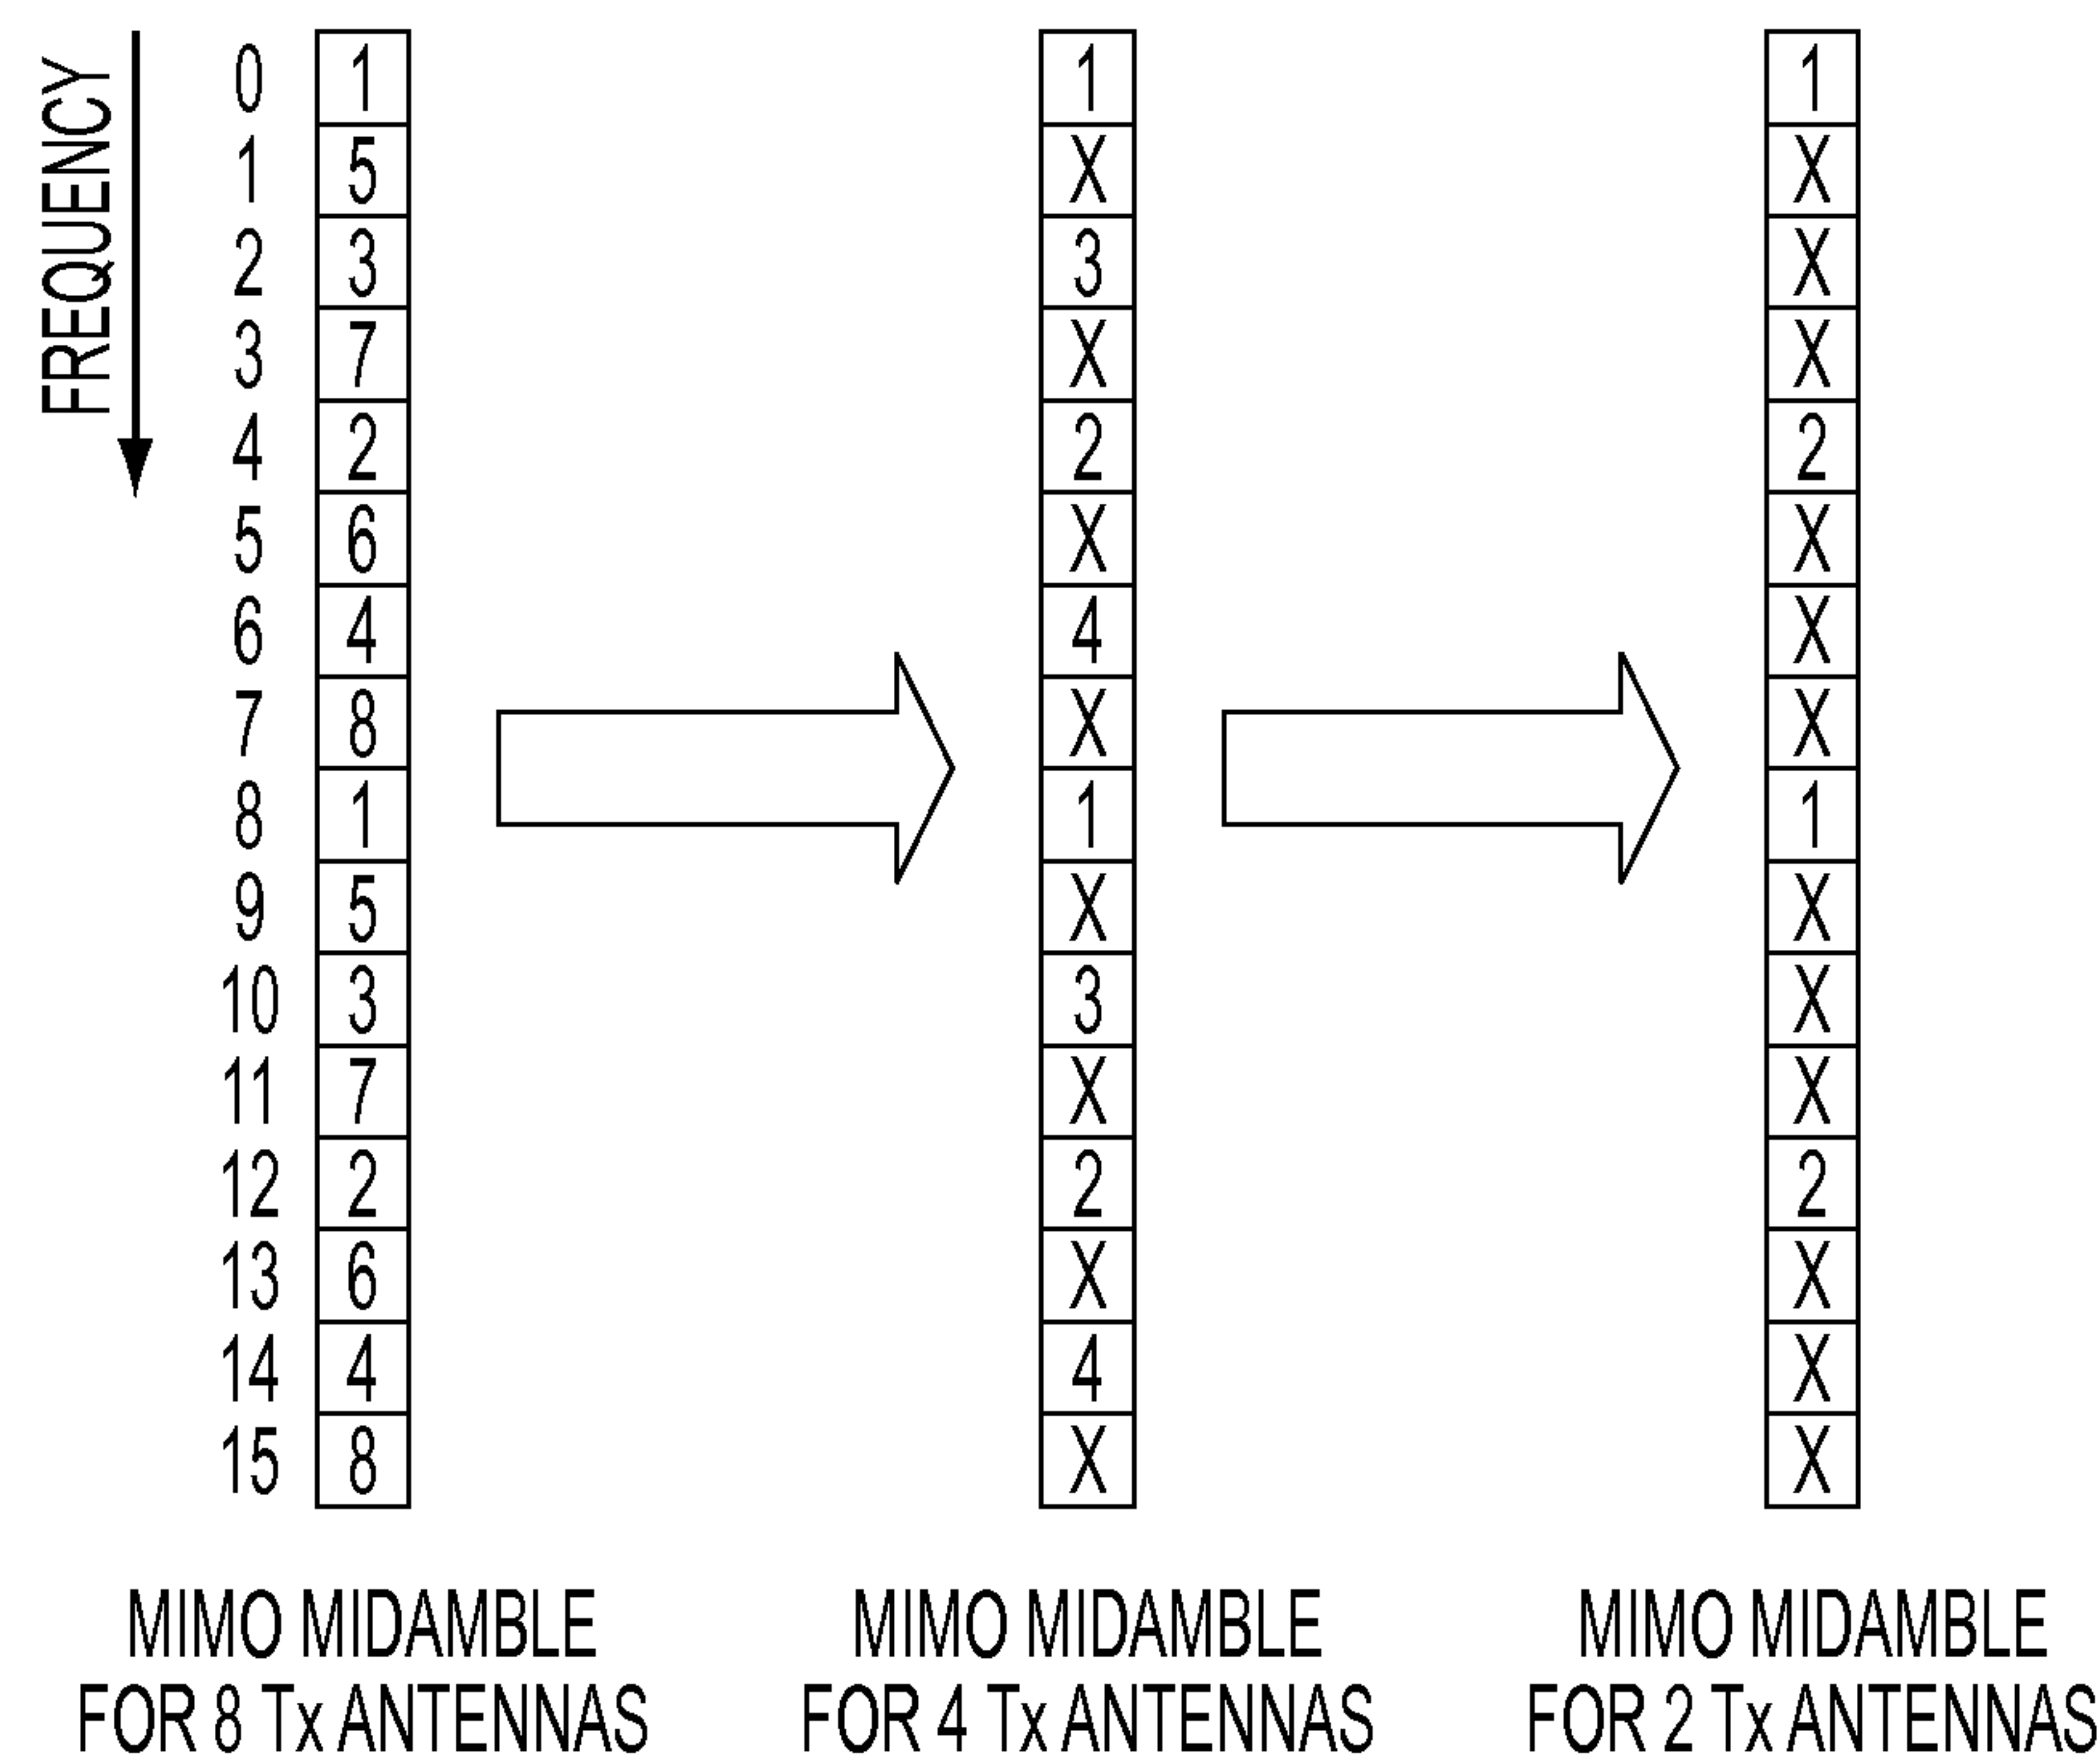 FREQUENCY
0 1 1 1
1 5 X X
2 3 3 X
3 7 X X
4 2 2 2
5 6 X X
6 4 4 X
7 8 X X
8 1 1 1
9 5 X X
10 3 3 X
11 7 X X
12 2 2 2
13 6 X X
14 4 4 X
15 8 X X
MIMO MIDAMBLE
FOR 8 Tx ANTENNAS
MIMO MIDAMBLE
FOR 4 Tx ANTENNAS
MIMO MIDAMBLE
FOR 2 Tx ANTENNAS